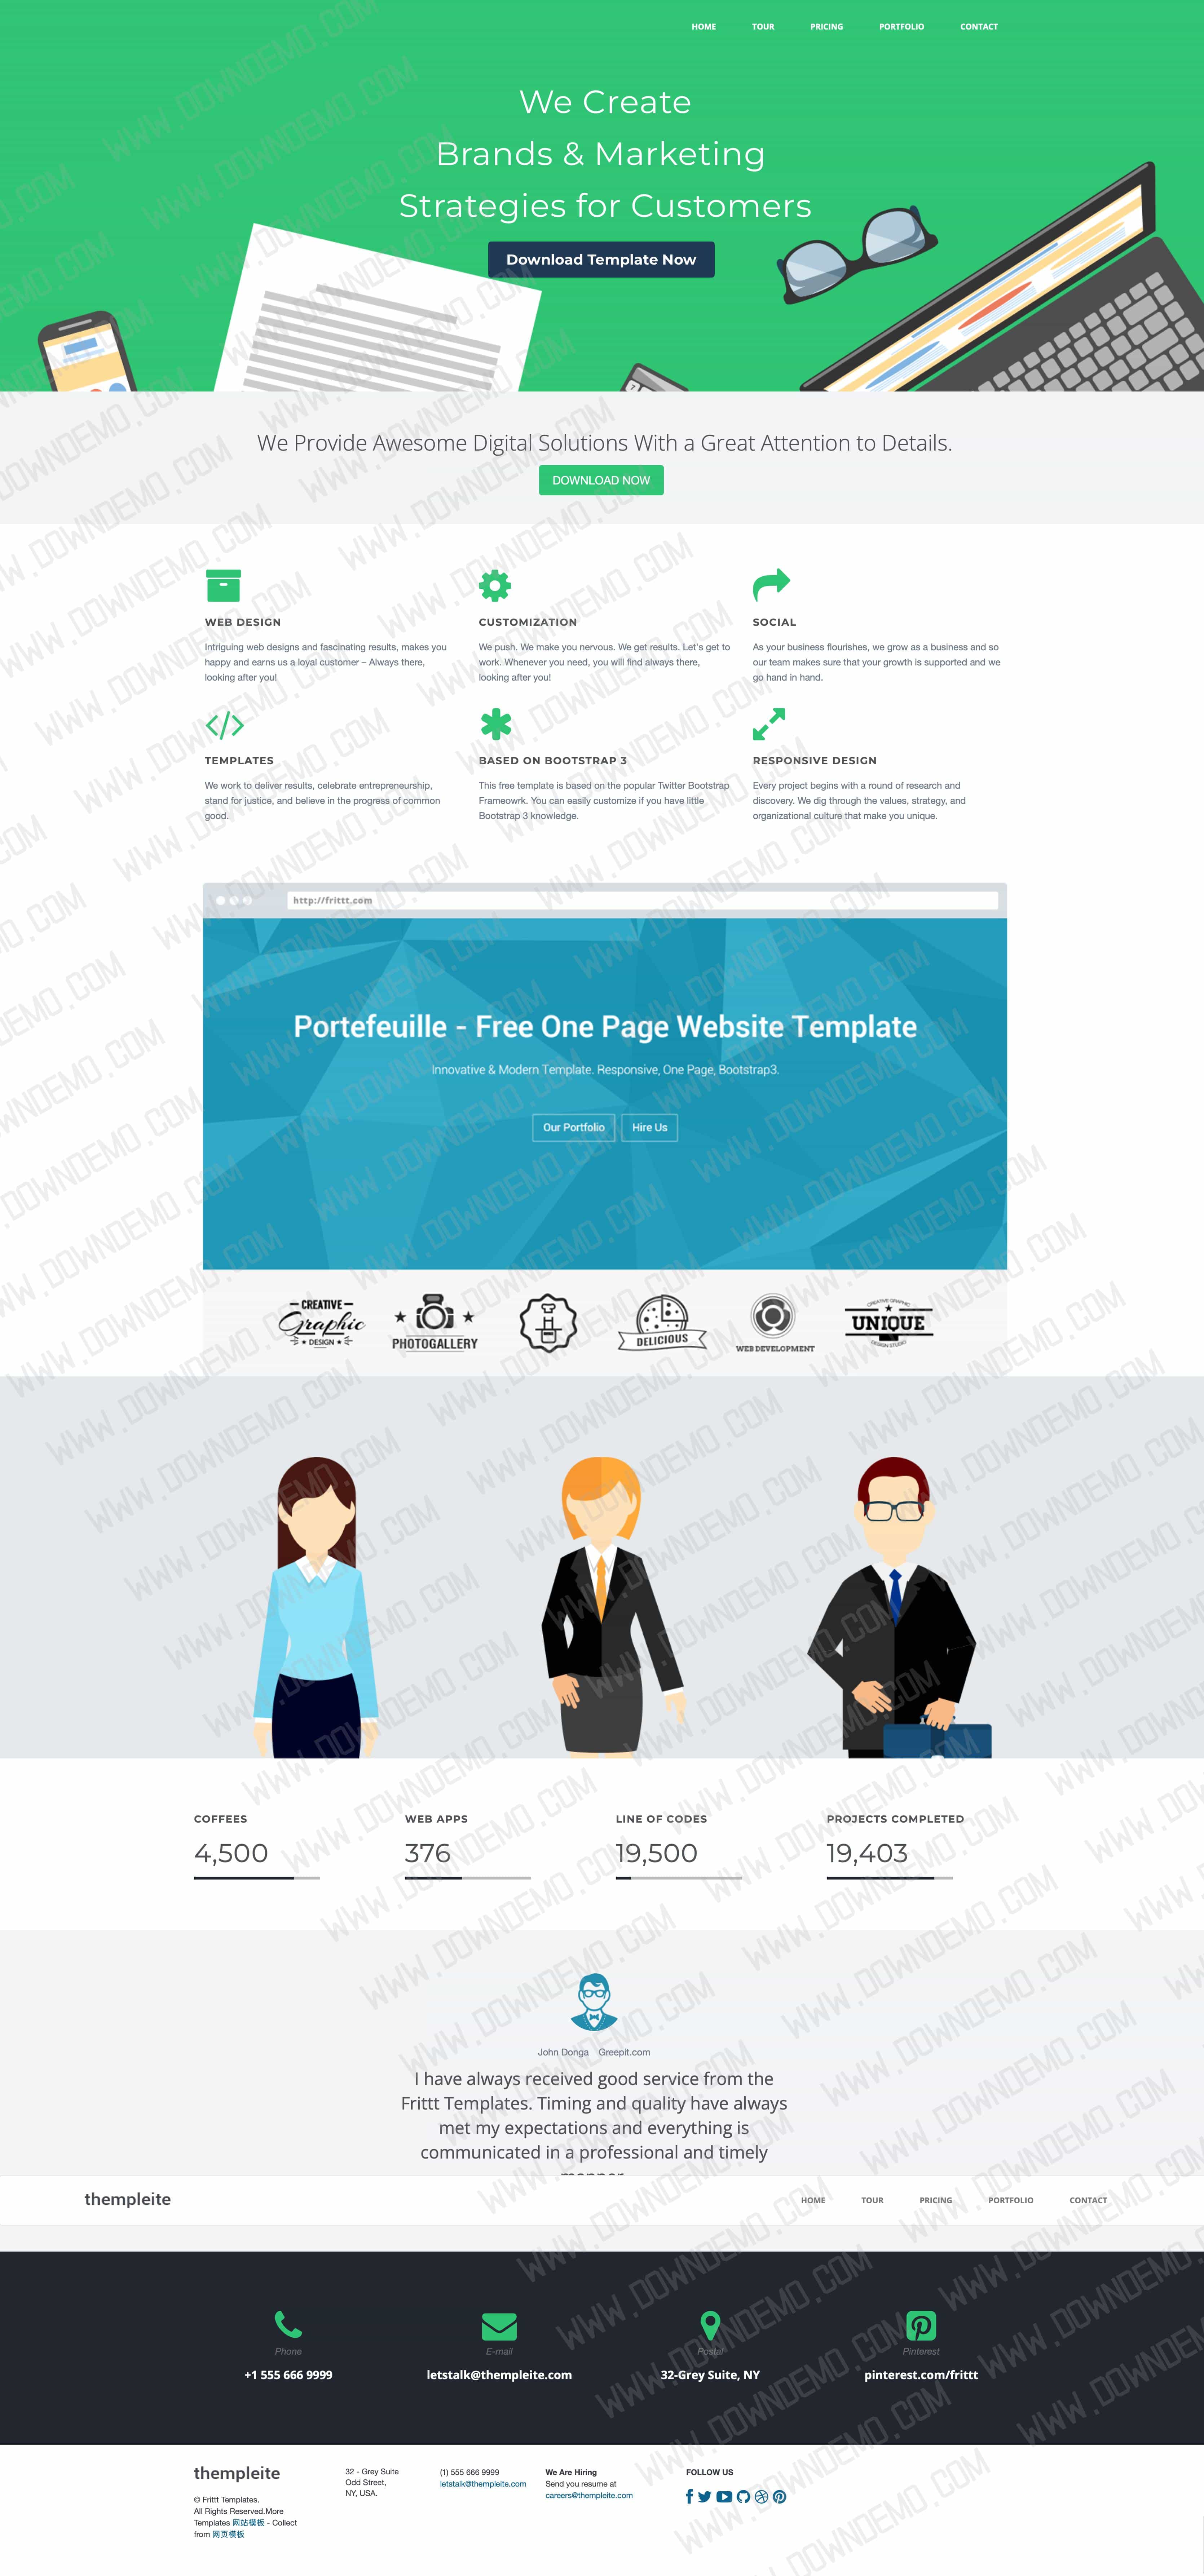 HOME TOUR PRICING PORTFOLIO CONTACT
We Create
Brands & Marketing
Strategies for Customers
Download Template Now
We Provide Awesome Digital Solutions With a Great Attention to Details.
DOWNLOAD NOW
WEB DESIGN
Intriguing web designs and fascinating results, makes you
happy and earns us a loyal customer – Always there,
looking after you!
CUSTOMIZATION
We push. We make you nervous. We get results. Let's get to
work. Whenever you need, you will find always there,
looking after you!
SOCIAL
As your business flourishes, we grow as a business and so
our team makes sure that your growth is supported and we
go hand in hand.
TEMPLATES
We work to deliver results, celebrate entrepreneurship,
stand for justice, and believe in the progress of common
good.
BASED ON BOOTSTRAP 3
This free template is based on the popular Twitter Bootstrap
Frameowrk. You can easily customize if you have little
Bootstrap 3 knowledge.
RESPONSIVE DESIGN
Every project begins with a round of research and
discovery. We dig through the values, strategy, and
organizational culture that make you unique.
http://frittt.com
Portefeuille - Free One Page Website Template
Innovative & Modern Template. Responsive, One Page, Bootstrap3.
Our Portfolio Hire Us
CREATIVE
Graphic
DESIGN
PHOTOGALLERY
DELICIOUS
WEB DEVELOPMENT
CREATIVE GRAPHIC
UNIQUE
DESIGN STUDIO
COFFEES
4,500
WEB APPS
376
LINE OF CODES
19,500
PROJECTS COMPLETED
19,403
John Donga Greepit.com
I have always received good service from the
Frittt Templates. Timing and quality have always
met my expectations and everything is
communicated in a professional and timely
thempleite
HOME TOUR PRICING PORTFOLIO CONTACT
Phone
+1 555 666 9999
E-mail
letstalk@thempleite.com
Postal
32-Grey Suite, NY
Pinterest
pinterest.com/frittt
thempleite
© Frittt Templates.
All Rights Reserved.More
Templates 网站模板 - Collect
from 网页模板
32 - Grey Suite
Odd Street,
NY, USA.
(1) 555 666 9999
letstalk@thempleite.com
We Are Hiring
Send you resume at
careers@thempleite.com
FOLLOW US
WWW.DOWNDEMO.COM